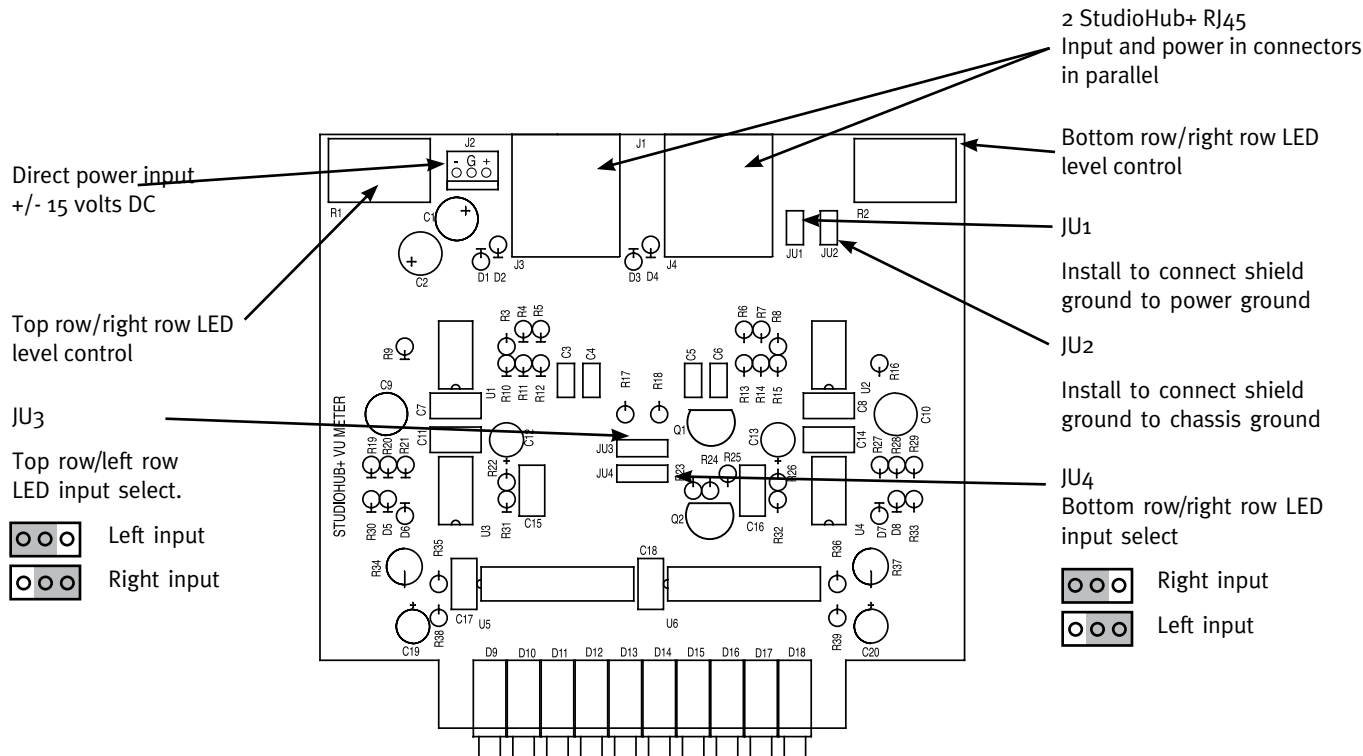 2 StudioHub+ RJ45
Input and power in connectors
in parallel
Direct power input
+/- 15 volts DC
Bottom row/right row LED
level control
JU1
Install to connect shield
ground to power ground
JU2
Install to connect shield
ground to chassis ground
Top row/right row LED
level control
JU3
Top row/left row
LED input select.
Left input
Right input
JU4
Bottom row/right row LED
input select
Right input
Left input
J2
- G +
J1
R1
R2
C1
C2
D1 D2
J3
D3 D4
J4
JU1
JU2
R3
R4
R5
R6
R7
R8
R9
R10
R11
R12
C3
C4
C5
C6
R13
R14
R15
U1
U2
R16
R17
R18
C7
C8
C9
C10
C11
C12
C13
C14
Q1
JU3
JU4
STUDIOHUB+ VU METER
R19
R20
R21
R22
R23
R24
R25
R26
R27
R28
R29
R30
D5
D6
U3
R31
C15
Q2
C16
R32
U4
D7
D8
R33
R34
R35
C18
R36
R37
C17
U5
U6
R38
R39
C19
C20
D9
D10
D11
D12
D13
D14
D15
D16
D17
D18